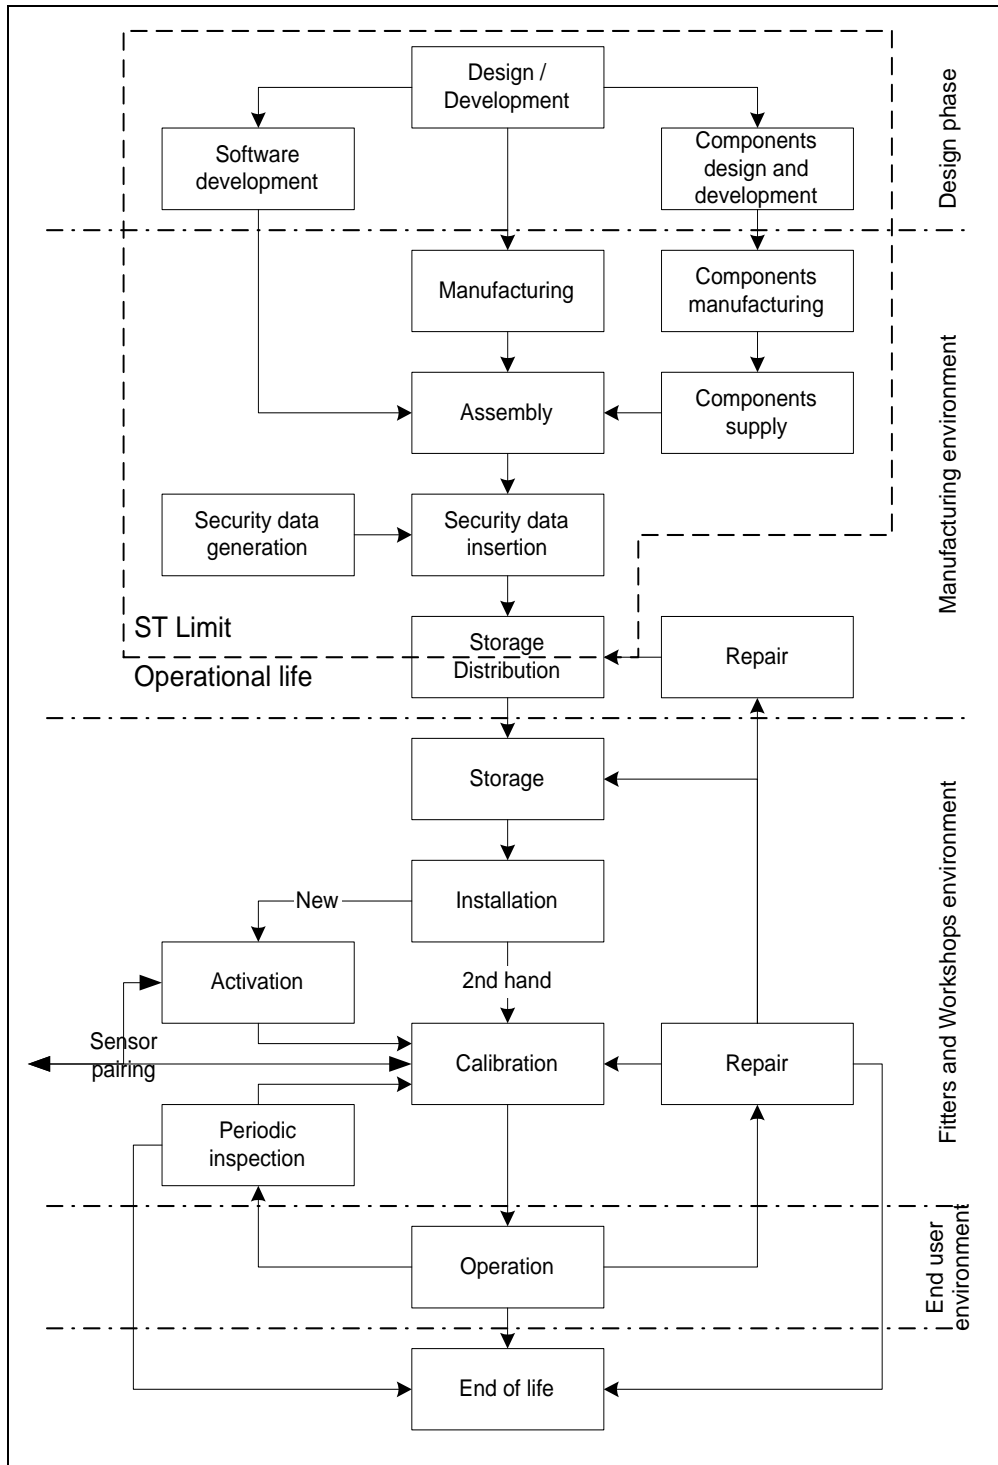 Design /
Development
Software
development
Components
design and
development
Design phase
Manufacturing
Components
manufacturing
Assembly
Components
supply
Security data
generation
Security data
insertion
Manufacturing environment
ST Limit
Operational life
Storage
Distribution
Repair
Storage
New
Installation
Activation
2nd hand
Sensor
pairing
Calibration
Repair
Periodic
inspection
Fitters and Workshops environment
Operation
End user
environment
End of life